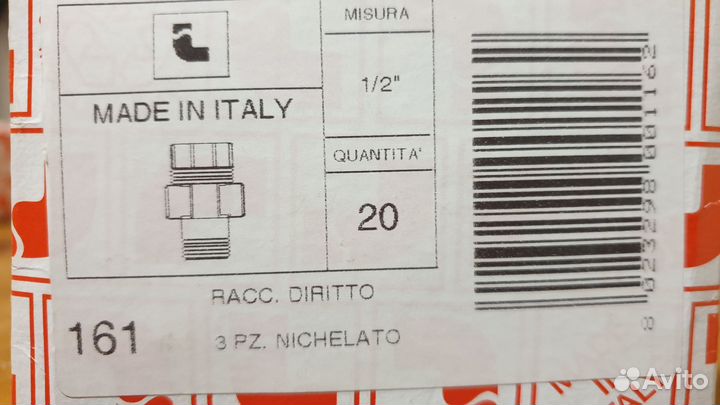 MISURA
1/2"
MADE IN ITALY
QUANTITA'
20
RACC. DIRITTO
161
3 PZ. NICHELATO
8 023298 001162
Avito